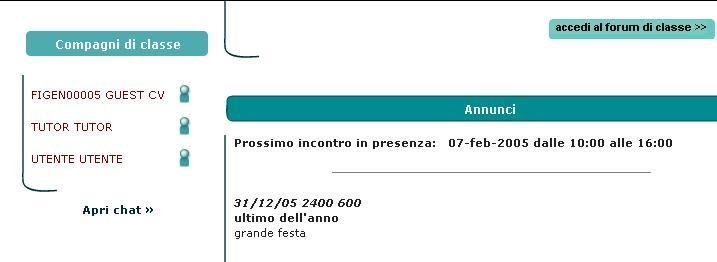 Compagni di classe
FIGEN00005 GUEST CV
TUTOR TUTOR
UTENTE UTENTE
Apri chat »
accedi al forum di classe >>
Annunci
Prossimo incontro in presenza: 07-feb-2005 dalle 10:00 alle 16:00
31/12/05 2400 600
ultimo dell'anno
grande festa